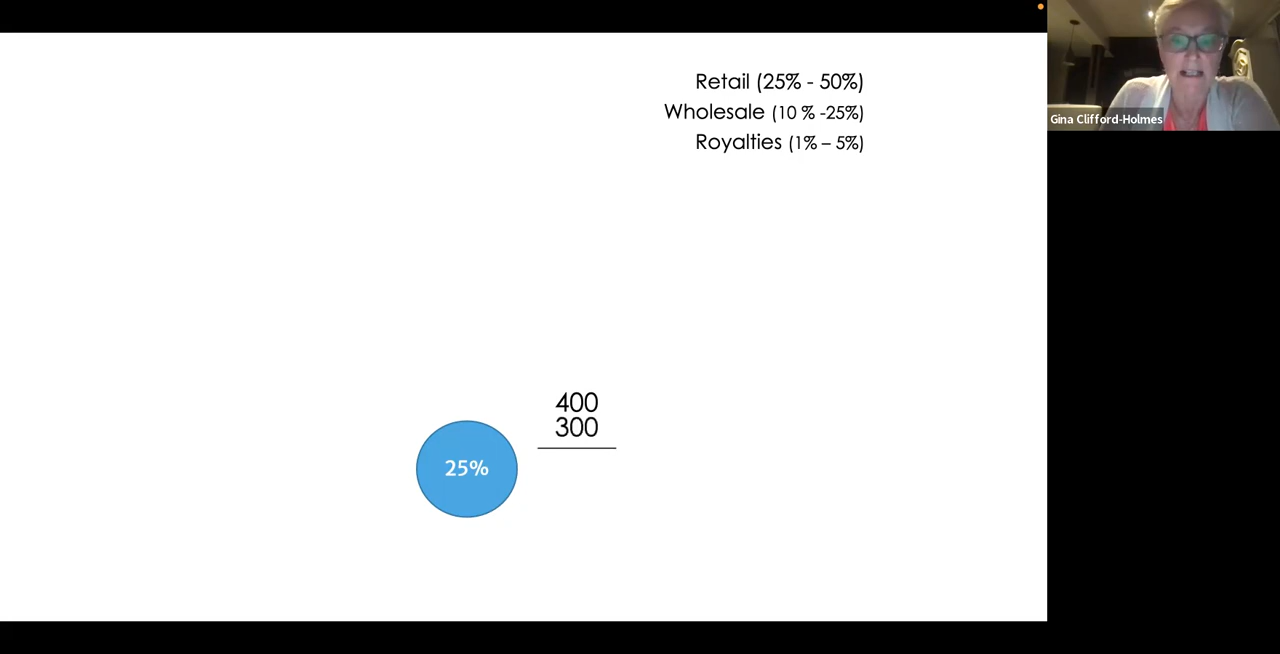 Retail (25% - 50%)
Wholesale (10 % -25%)
Royalties (1% – 5%)
Gina Clifford-Holmes
400
300
25%